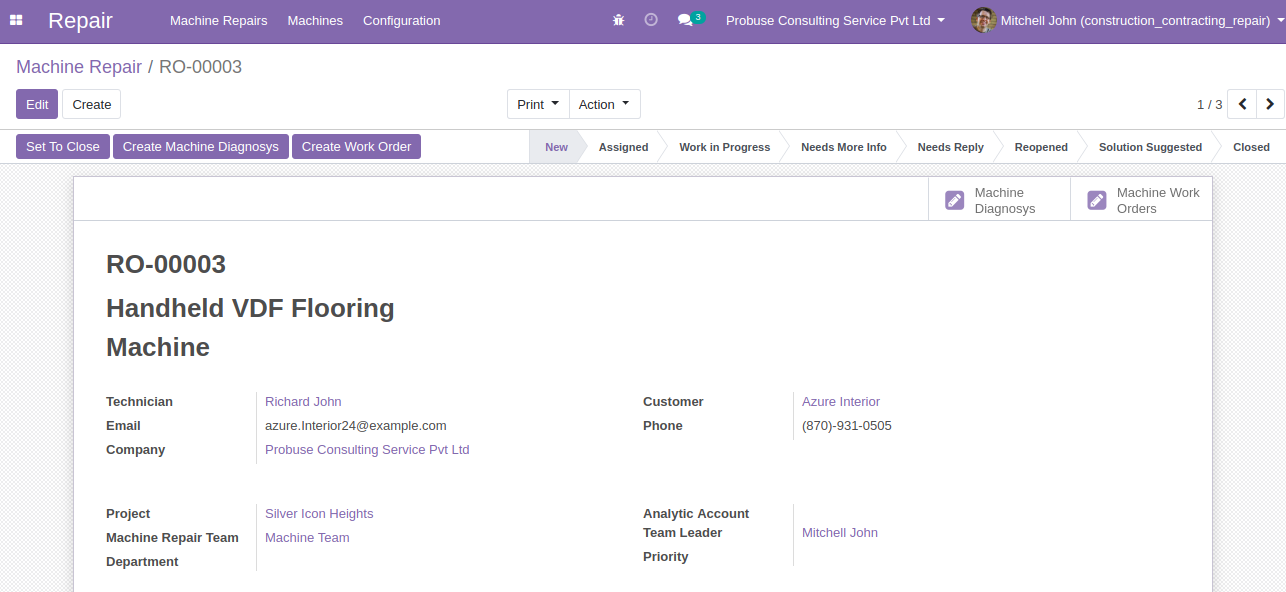 Repair Machine Repairs Machines Configuration 3 Probuse Consulting Service Pvt Ltd Mitchell John (construction_contracting_repair)
Machine Repair / RO-00003
Edit Create Print Action 1 / 3
Set To Close Create Machine Diagnosys Create Work Order New Assigned Work in Progress Needs More Info Needs Reply Reopened Solution Suggested Closed
Machine Diagnosys
Machine Work Orders
RO-00003
Handheld VDF Flooring
Machine
Technician Richard John Customer Azure Interior
Email azure.Interior24@example.com Phone (870)-931-0505
Company Probuse Consulting Service Pvt Ltd
Project Silver Icon Heights Analytic Account
Machine Repair Team Machine Team Team Leader Mitchell John
Department Priority